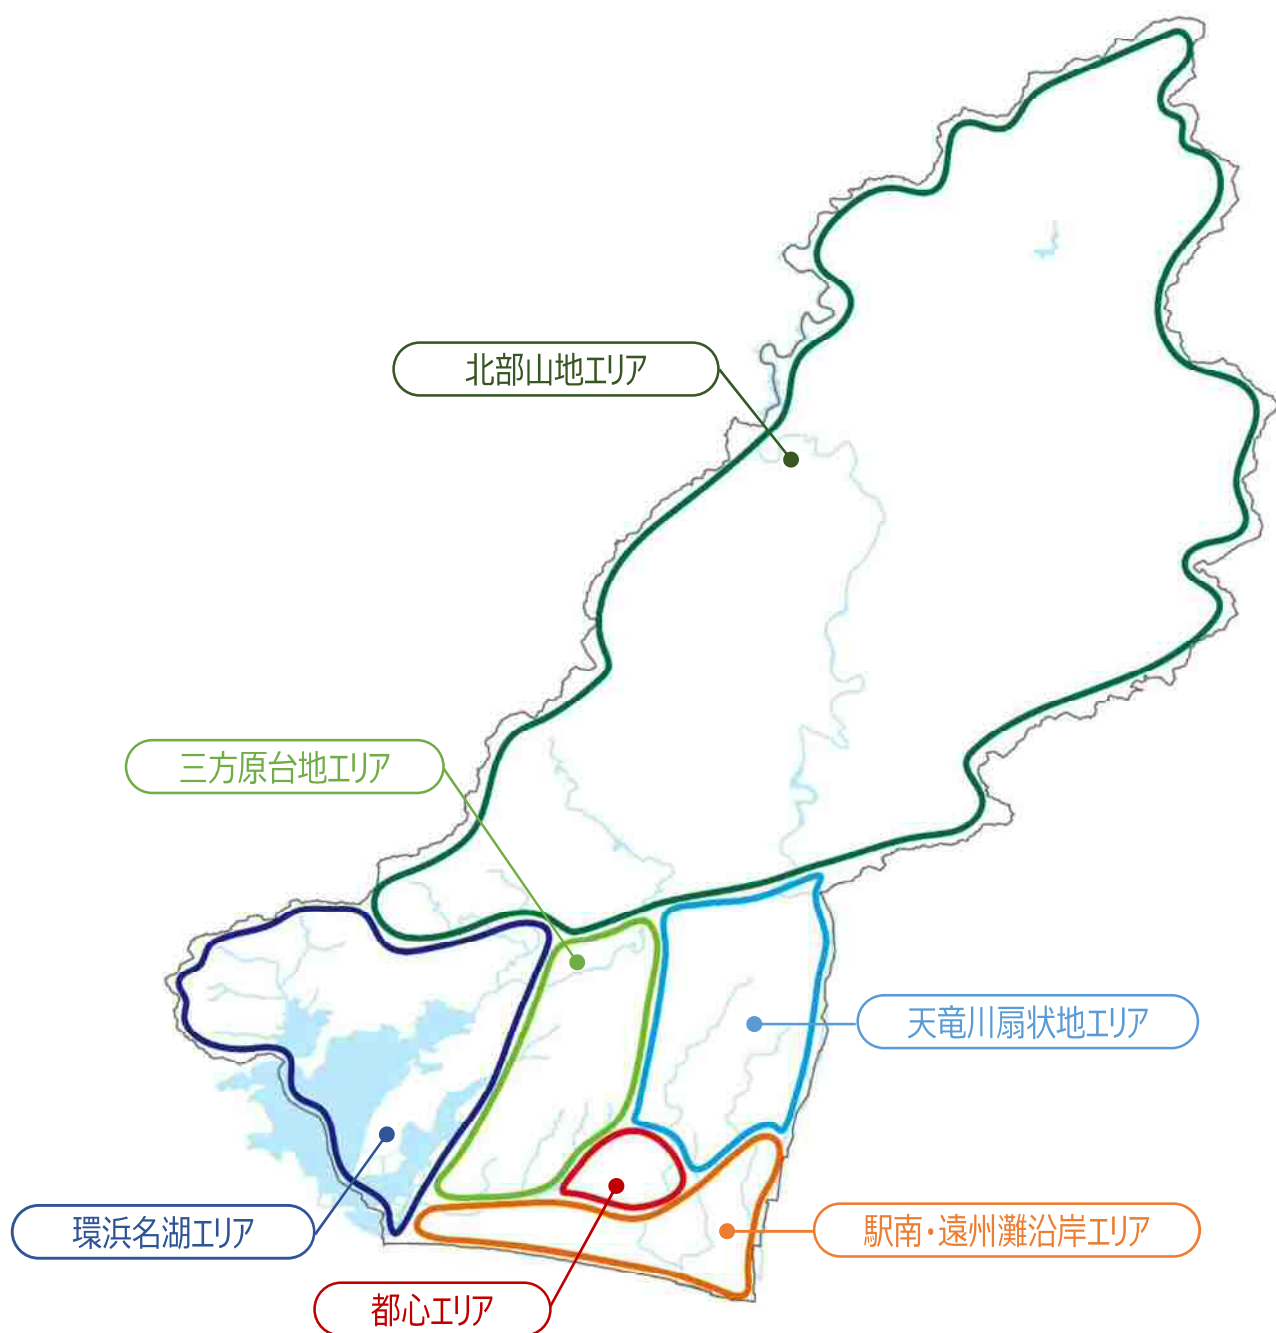 北部山地エリア
三方原台地エリア
天竜川扇状地エリア
環浜名湖エリア
駅南・遠州灘沿岸エリア
都心エリア